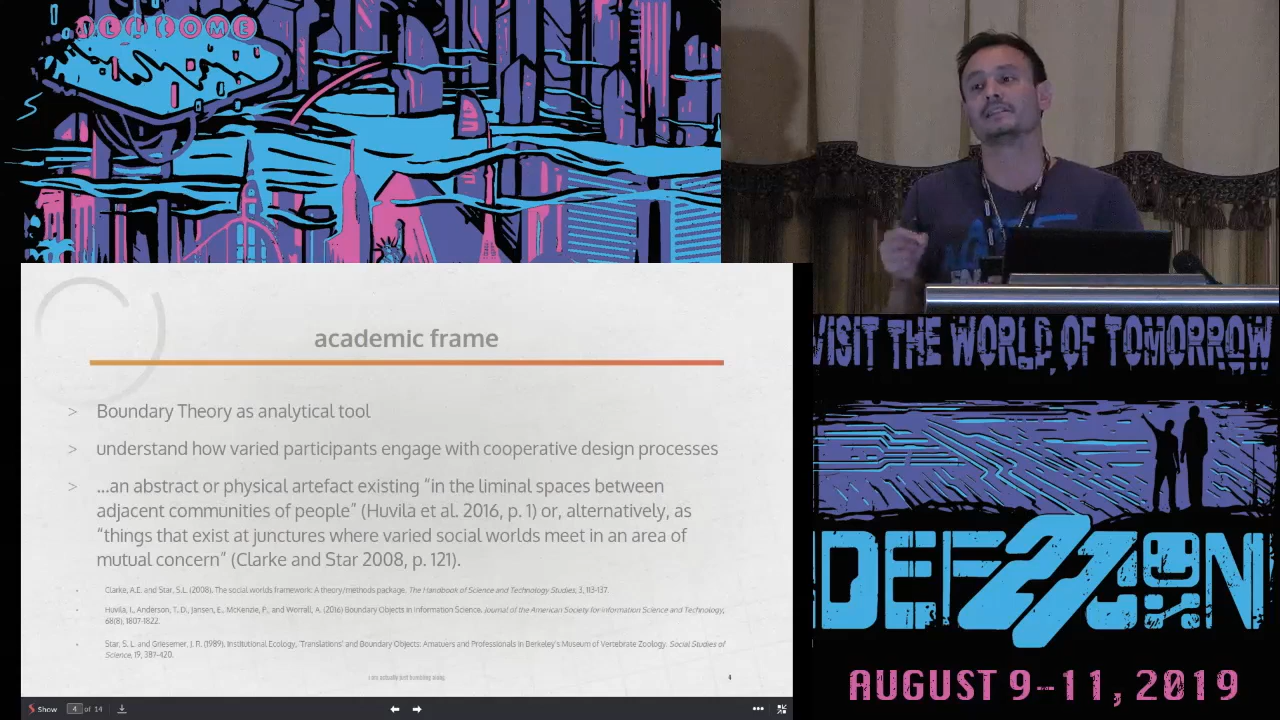 WELCOME
academic frame
> Boundary Theory as analytical tool
> understand how varied participants engage with cooperative design processes
> ...an abstract or physical artefact existing “in the liminal spaces between
adjacent communities of people” (Huvila et al. 2016, p. 1) or, alternatively, as
“things that exist at junctures where varied social worlds meet in an area of
mutual concern” (Clarke and Star 2008, p. 121).
Clarke, A.E. and Star, S.L. (2008). The social worlds framework: A theory/methods package. The Handbook of Science and Technology Studies, 3, 113-137.
Huvila, I., Anderson, T. D., Jansen, E., McKenzie, P., and Worrall, A. (2016) Boundary Objects in Information Science. Journal of the American Society for Information Science and Technology,
68(8), 1807-1822.
Star, S. L. and Griesemer, J. R. (1989). Institutional Ecology, 'Translations' and Boundary Objects: Amatuers and Professionals in Berkeley's Museum of Vertebrate Zoology. Social Studies of
Science, 19, 387-420.
4
Show 4 of 14
VISIT THE WORLD OF TOMORROW
DEF CON
27
AUGUST 9-11, 2019